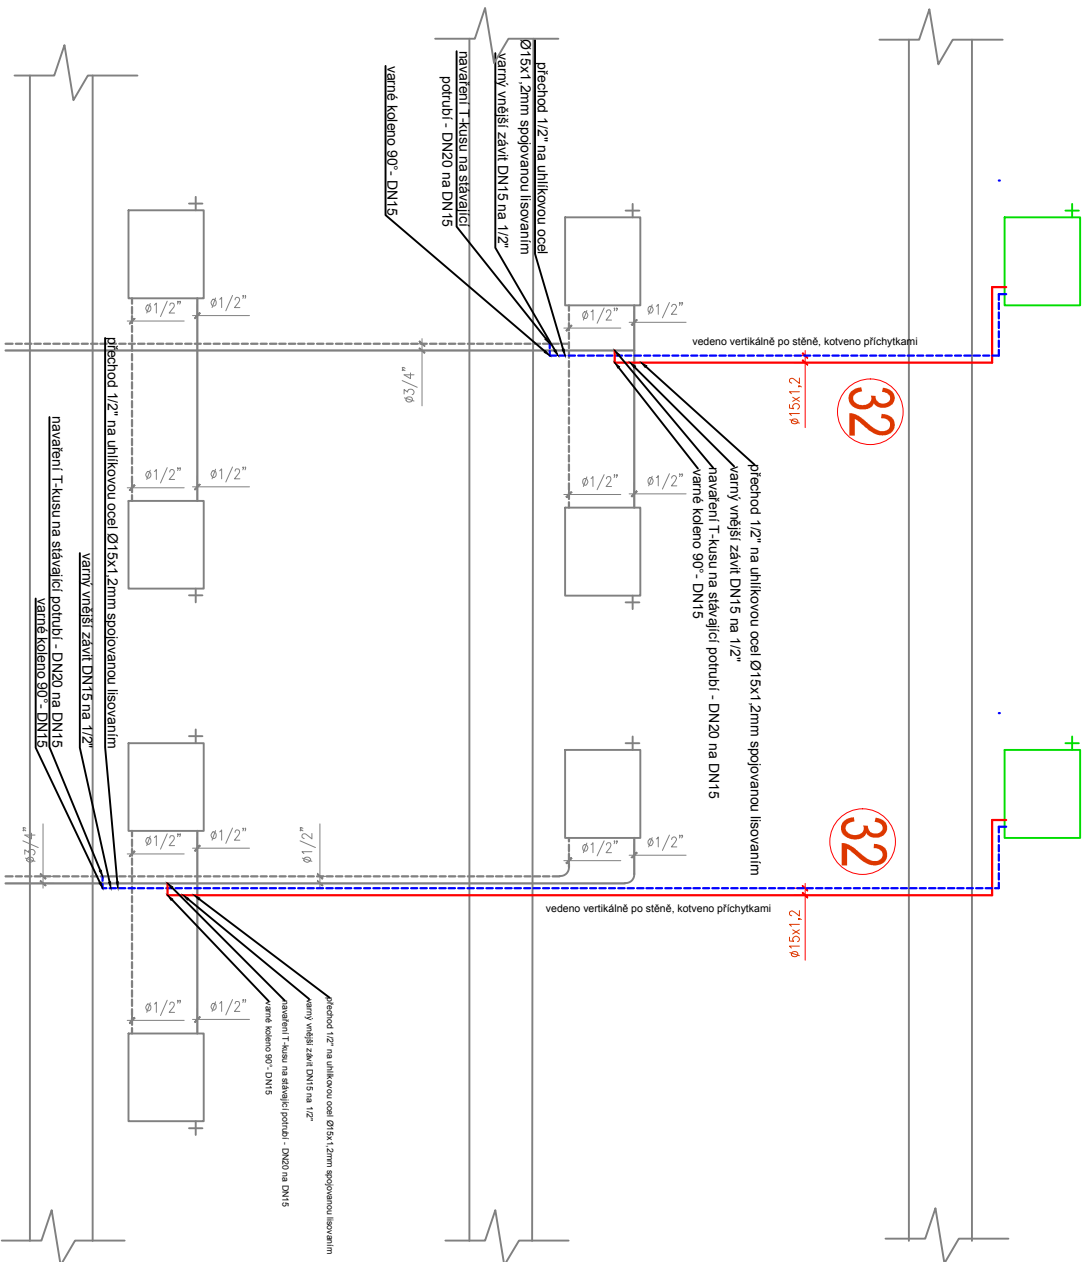 přechod 1/2" na uhlíkovou ocel
Ø15x1,2mm spojovanou lisováním
varný vnější závit DN15 na 1/2"
navaření T-kusu na stávající
potrubí - DN20 na DN15
varné koleno 90°- DN15
vedeno vertikálně po stěně, kotveno příchytkami
ø15x1,2
32
přechod 1/2" na uhlíkovou ocel Ø15x1,2mm spojovanou lisováním
varný vnější závit DN15 na 1/2"
navaření T-kusu na stávající potrubí - DN20 na DN15
varné koleno 90°- DN15
ø1/2"
ø1/2"
ø1/2"
ø1/2"
ø1/2"
ø1/2"
ø1/2"
ø1/2"
ø3/4"
přechod 1/2" na uhlíkovou ocel Ø15x1,2mm spojovanou lisováním
varný vnější závit DN15 na 1/2"
navaření T-kusu na stávající potrubí - DN20 na DN15
varné koleno 90°- DN15
32
ø15x1,2
vedeno vertikálně po stěně, kotveno příchytkami
ø1/2"
ø1/2"
ø1/2"
ø1/2"
ø1/2"
ø1/2"
ø1/2"
ø3/4"
přechod 1/2" na uhlíkovou ocel Ø15x1,2mm spojovanou lisováním
varný vnější závit DN15 na 1/2"
navaření T-kusu na stávající potrubí - DN20 na DN15
varné koleno 90°- DN15